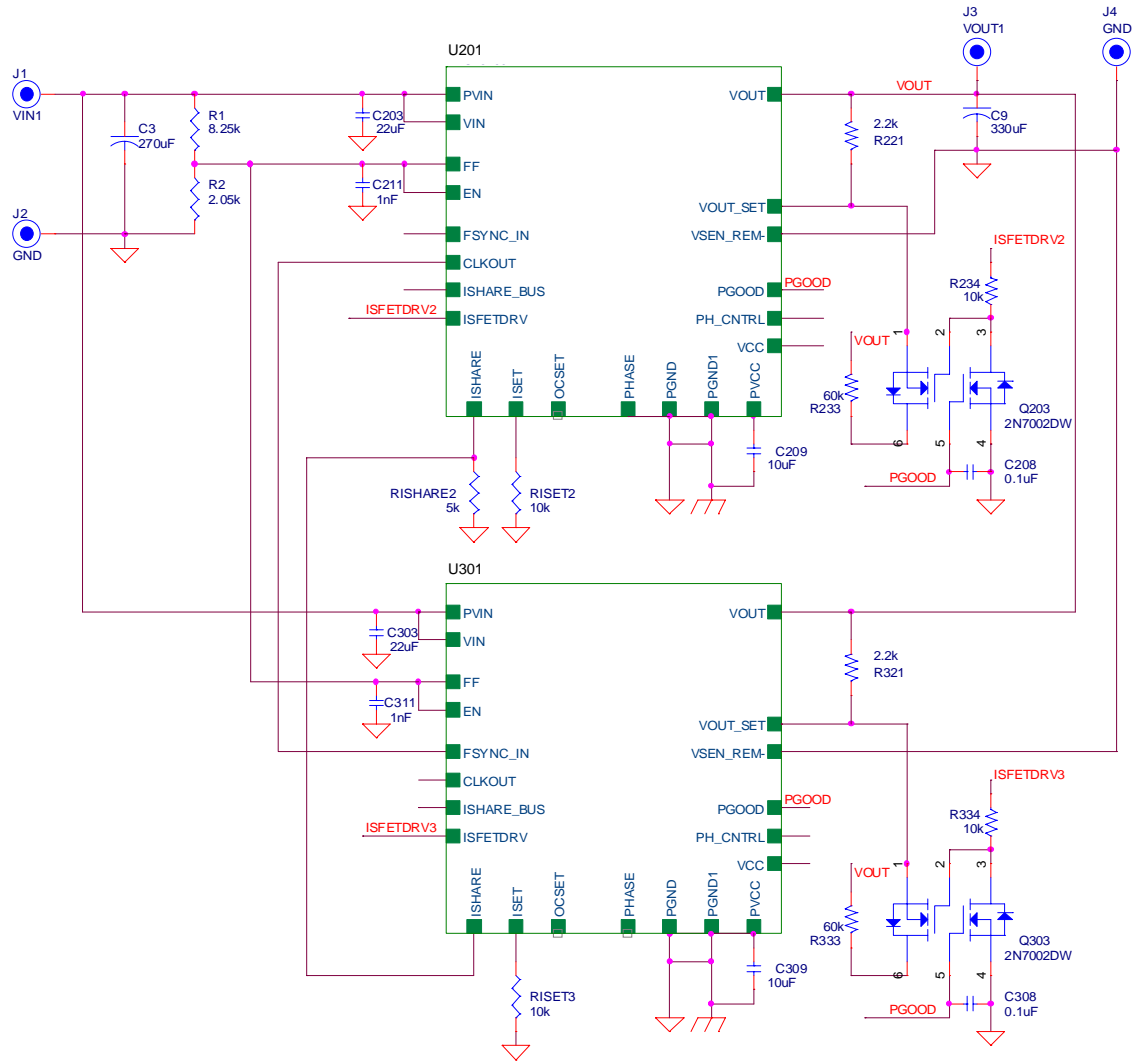 J3
VOUT1
J4
GND
U201
J1
VIN1
C3
270uF
R1
8.25k
R2
2.05k
J2
GND
C203
22uF
C211
1nF
PVIN
VIN
FF
EN
FSYNC_IN
CLKOUT
ISHARE_BUS
ISFETDRV
ISFETDRV2
ISHARE
ISET
OCSET
PHASE
PGND
PGND1
PVCC
VOUT
VOUT_SET
VSEN_REM-
PGOOD
PH_CNTRL
VCC
VOUT
PGOOD
2.2k
R221
C9
330uF
ISFETDRV2
R234
10k
VOUT
1
2
3
60k
R233
6
5
4
Q203
2N7002DW
PGOOD
C208
0.1uF
C209
10uF
RISHARE2
5k
RISET2
10k
U301
C303
22uF
C311
1nF
PVIN
VIN
FF
EN
FSYNC_IN
CLKOUT
ISHARE_BUS
ISFETDRV
ISFETDRV3
ISHARE
ISET
OCSET
PHASE
PGND
PGND1
PVCC
VOUT
VOUT_SET
VSEN_REM-
PGOOD
PH_CNTRL
VCC
PGOOD
2.2k
R321
ISFETDRV3
R334
10k
VOUT
1
2
3
60k
R333
6
5
4
Q303
2N7002DW
PGOOD
C308
0.1uF
C309
10uF
RISET3
10k